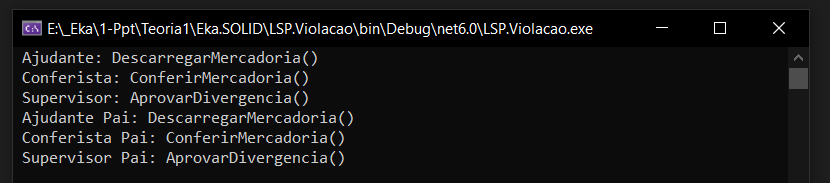 E:\_Eka\1-Ppt\Teoria1\Eka.SOLID\LSP.Violacao\bin\Debug\net6.0\LSP.Violacao.exe
Ajudante: DescarregarMercadoria()
Conferista: ConferirMercadoria()
Supervisor: AprovarDivergencia()
Ajudante Pai: DescarregarMercadoria()
Conferista Pai: ConferirMercadoria()
Supervisor Pai: AprovarDivergencia()